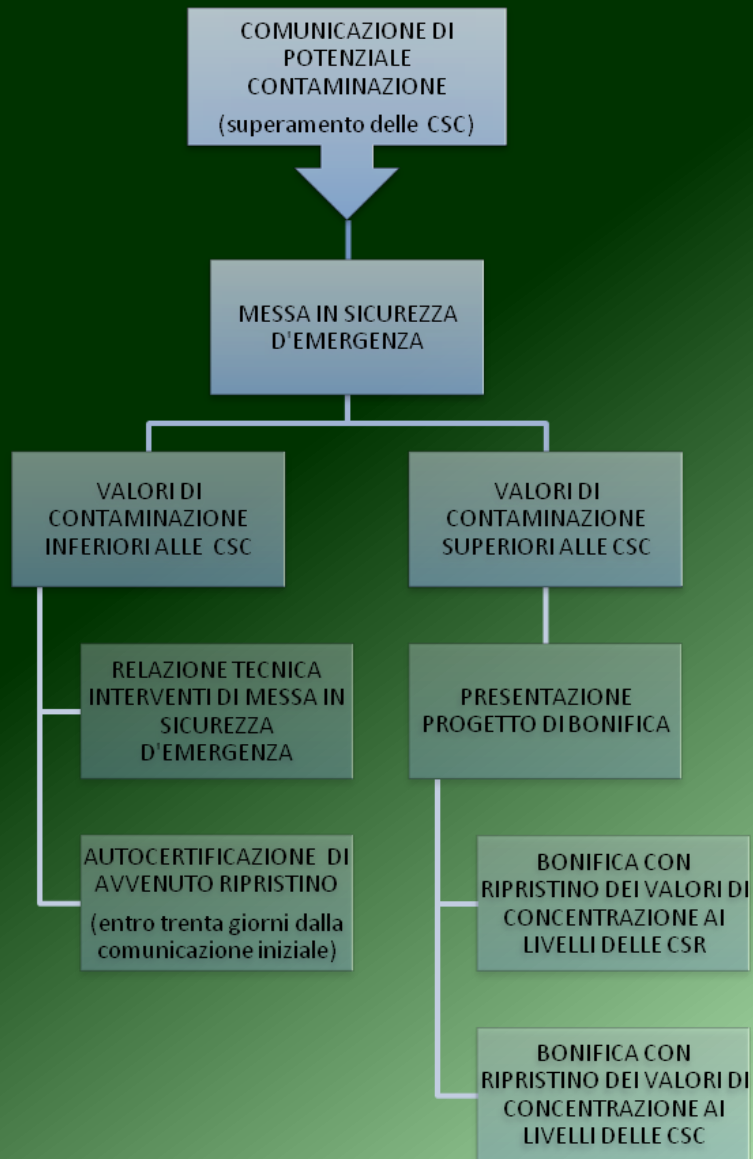 COMUNICAZIONE DI
POTENZIALE
CONTAMINAZIONE
(superamento delle CSC)
MESSA IN SICUREZZA
D'EMERGENZA
VALORI DI
CONTAMINAZIONE
INFERIORI ALLE CSC
RELAZIONE TECNICA
INTERVENTI DI MESSA IN
SICUREZZA
D'EMERGENZA
AUTOCERTIFICAZIONE DI
AVVENUTO RIPRISTINO
(entro trenta giorni dalla
comunicazione iniziale)
VALORI DI
CONTAMINAZIONE
SUPERIORI ALLE CSC
PRESENTAZIONE
PROGETTO DI BONIFICA
BONIFICA CON
RIPRISTINO DEI VALORI DI
CONCENTRAZIONE AI
LIVELLI DELLE CSR
BONIFICA CON
RIPRISTINO DEI VALORI DI
CONCENTRAZIONE AI
LIVELLI DELLE CSC